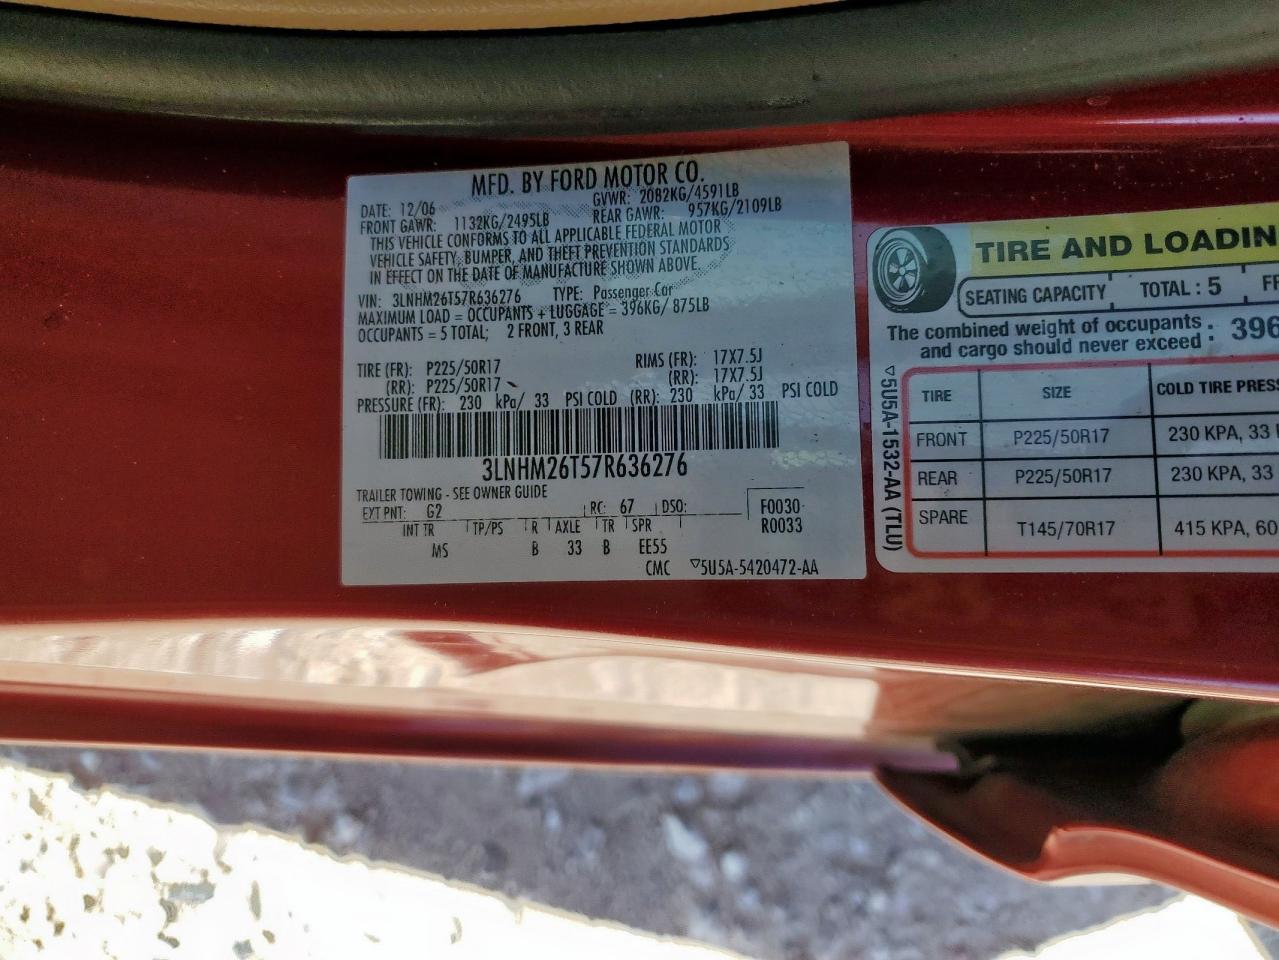 MFD. BY FORD MOTOR CO.
DATE: 12/06 GVWR: 2082KG/4591LB
FRONT GAWR: 1132KG/2495LB REAR GAWR: 957KG/2109LB
THIS VEHICLE CONFORMS TO ALL APPLICABLE FEDERAL MOTOR
VEHICLE SAFETY, BUMPER, AND THEFT PREVENTION STANDARDS
IN EFFECT ON THE DATE OF MANUFACTURE SHOWN ABOVE.
VIN: 3LNHM26T57R636276 TYPE: Passenger Car
MAXIMUM LOAD = OCCUPANTS + LUGGAGE = 396KG/ 875LB
OCCUPANTS = 5 TOTAL; 2 FRONT, 3 REAR
TIRE (FR): P225/50R17 RIMS (FR): 17X7.5J
(RR): P225/50R17 (RR): 17X7.5J
PRESSURE (FR): 230 kPa/ 33 PSI COLD (RR): 230 kPa/ 33 PSI COLD
3LNHM26T57R636276
TRAILER TOWING - SEE OWNER GUIDE
EXT PNT: G2 RC: 67 DSO: F0030
INT TR TP/PS R AXLE TR SPR R0033
MS B 33 B EE55
CMC ▽5U5A-5420472-AA
TIRE AND LOADIN
SEATING CAPACITY TOTAL : 5 FR
The combined weight of occupants
and cargo should never exceed : 396
▽5U5A-1532-AA (TLU)
TIRE SIZE COLD TIRE PRESS
FRONT P225/50R17 230 KPA, 33
REAR P225/50R17 230 KPA, 33
SPARE T145/70R17 415 KPA, 60